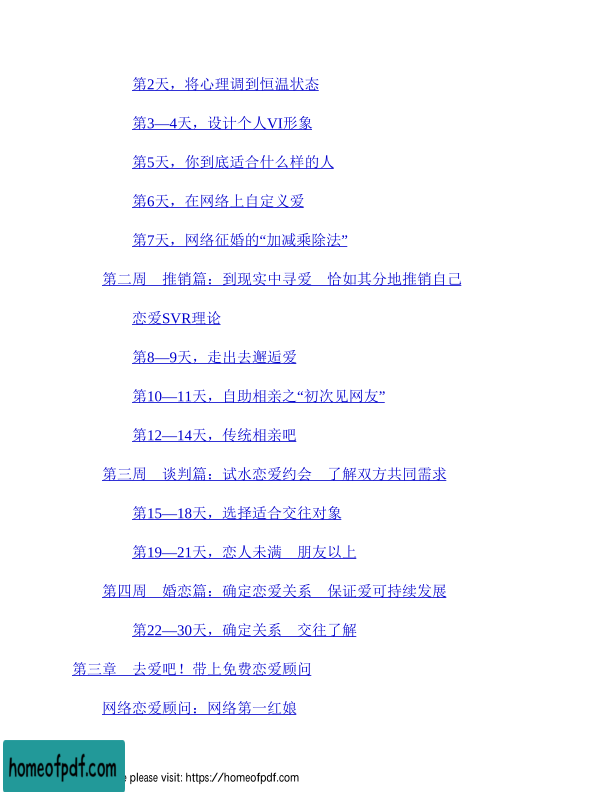 第2天，将心理调到恒温状态
第3—4天，设计个人VI形象
第5天，你到底适合什么样的人
第6天，在网络上自定义爱
第7天，网络征婚的“加减乘除法”
第二周　推销篇：到现实中寻爱　恰如其分地推销自己
恋爱SVR理论
第8—9天，走出去邂逅爱
第10—11天，自助相亲之“初次见网友”
第12—14天，传统相亲吧
第三周　谈判篇：试水恋爱约会　了解双方共同需求
第15—18天，选择适合交往对象
第19—21天，恋人未满　朋友以上
第四周　婚恋篇：确定恋爱关系　保证爱可持续发展
第22—30天，确定关系　交往了解
第三章　去爱吧！带上免费恋爱顾问
网络恋爱顾问：网络第一红娘
homeofpdf.com please visit: https://homeofpdf.com